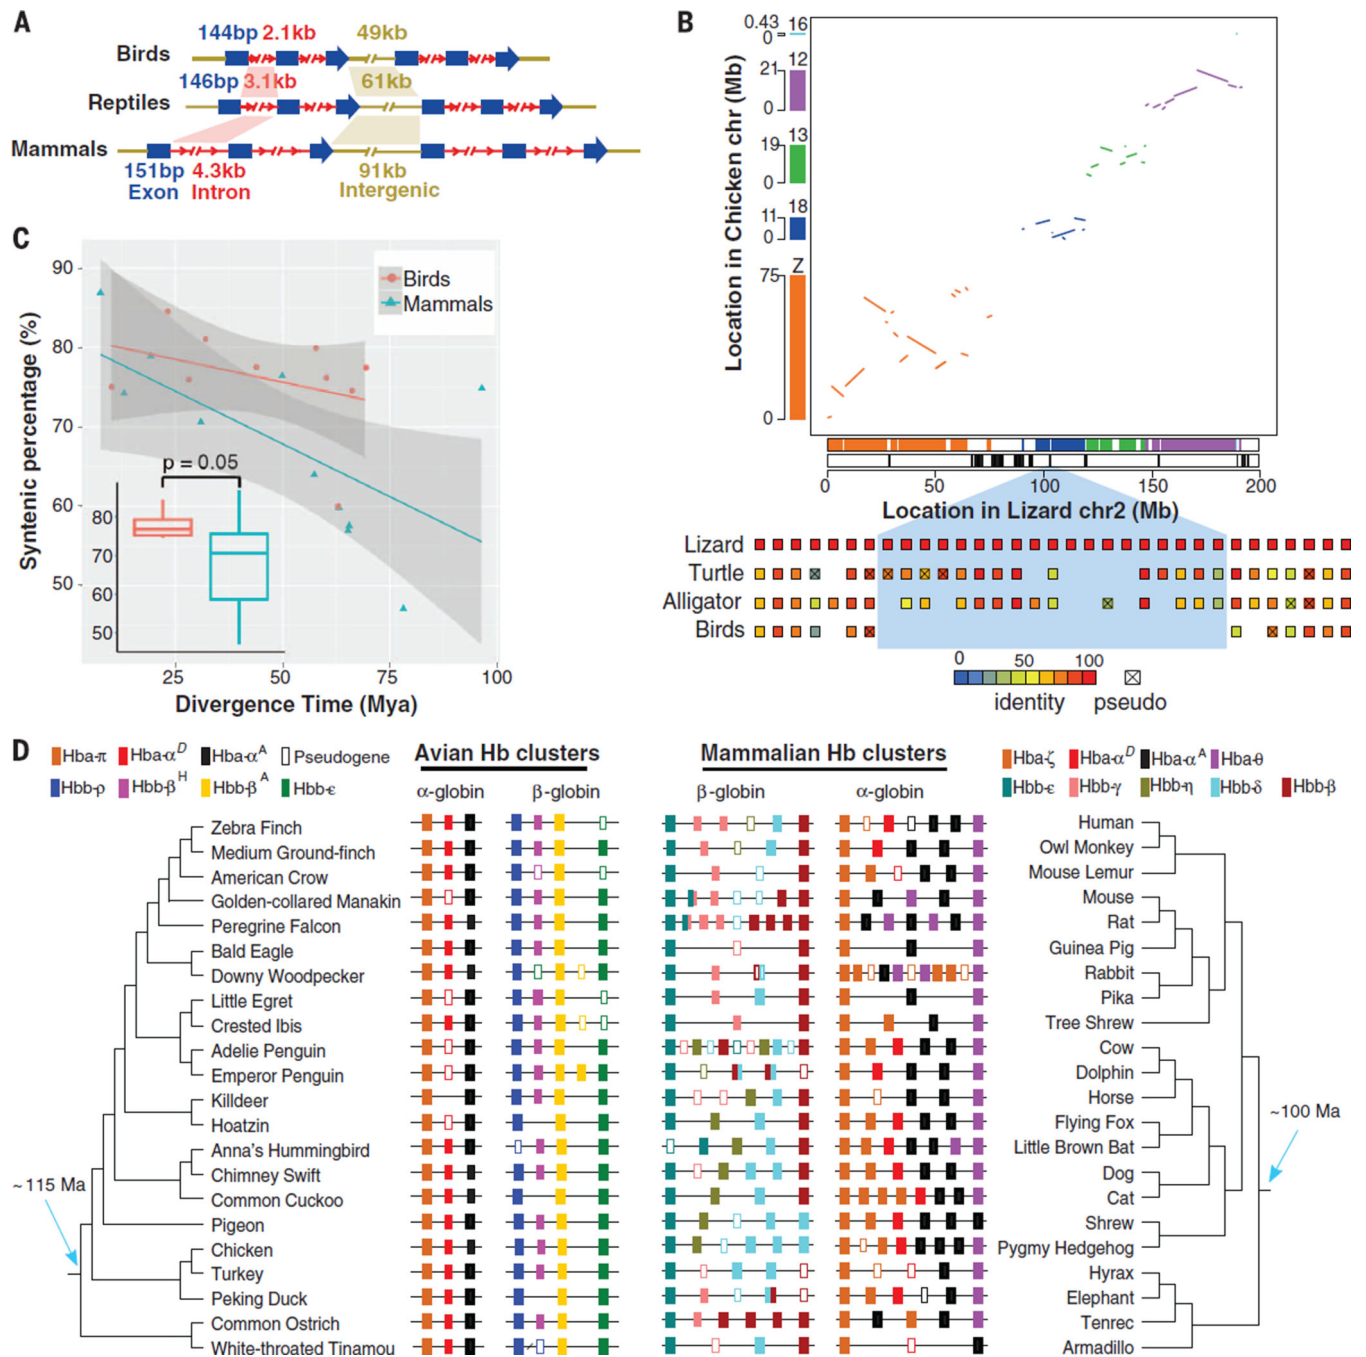 A
144bp 2.1kb 49kb
Birds
146bp 3.1kb 61kb
Reptiles
Mammals
151bp 4.3kb 91kb
Exon Intron Intergenic
B
Location in Chicken chr (Mb)
0.43 16
0
12
21
0
13
19
0
18
11
0
Z
75
0
0 50 100 150 200
Location in Lizard chr2 (Mb)
Lizard
Turtle
Alligator
Birds
0 50 100
identity pseudo
C
Syntenic percentage (%)
90
80
70
60
50
Birds
Mammals
p = 0.05
80
70
60
50
25 50 75 100
Divergence Time (Mya)
D
Hba-π Hba-α^D Hba-α^A Pseudogene
Hbb-ρ Hbb-β^H Hbb-β^A Hbb-ε
Avian Hb clusters
α-globin β-globin
Mammalian Hb clusters
β-globin α-globin
Hba-ζ Hba-α^D Hba-α^A Hba-θ
Hbb-ε Hbb-γ Hbb-η Hbb-δ Hbb-β
Zebra Finch
Medium Ground-finch
American Crow
Golden-collared Manakin
Peregrine Falcon
Bald Eagle
Downy Woodpecker
Little Egret
Crested Ibis
Adelie Penguin
Emperor Penguin
Killdeer
Hoatzin
Anna's Hummingbird
Chimney Swift
Common Cuckoo
Pigeon
Chicken
Turkey
Peking Duck
Common Ostrich
White-throated Tinamou
~115 Ma
Human
Owl Monkey
Mouse Lemur
Mouse
Rat
Guinea Pig
Rabbit
Pika
Tree Shrew
Cow
Dolphin
Horse
Flying Fox
Little Brown Bat
Dog
Cat
Shrew
Pygmy Hedgehog
Hyrax
Elephant
Tenrec
Armadillo
~100 Ma